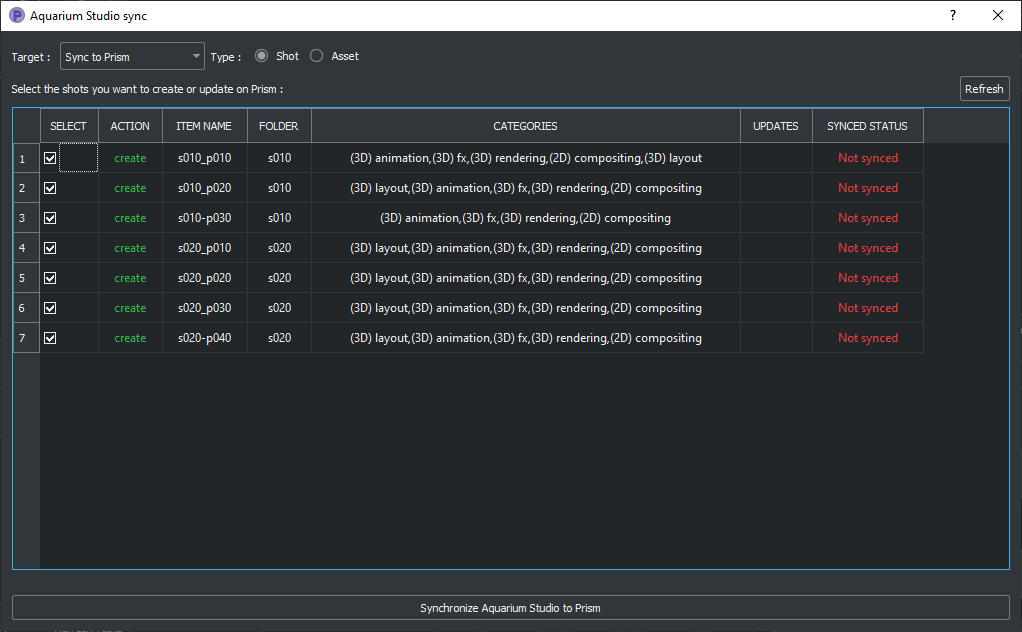 Aquarium Studio sync ?
Target : Sync to Prism Type : Shot Asset
Select the shots you want to create or update on Prism :
Refresh
SELECT ACTION ITEM NAME FOLDER CATEGORIES UPDATES SYNCED STATUS
1 create s010_p010 s010 (3D) animation,(3D) fx,(3D) rendering,(2D) compositing,(3D) layout Not synced
2 create s010_p020 s010 (3D) layout,(3D) animation,(3D) fx,(3D) rendering,(2D) compositing Not synced
3 create s010-p030 s010 (3D) animation,(3D) fx,(3D) rendering,(2D) compositing Not synced
4 create s020_p010 s020 (3D) layout,(3D) animation,(3D) fx,(3D) rendering,(2D) compositing Not synced
5 create s020_p020 s020 (3D) layout,(3D) animation,(3D) fx,(3D) rendering,(2D) compositing Not synced
6 create s020_p030 s020 (3D) layout,(3D) animation,(3D) fx,(3D) rendering,(2D) compositing Not synced
7 create s020-p040 s020 (3D) layout,(3D) animation,(3D) fx,(3D) rendering,(2D) compositing Not synced
Synchronize Aquarium Studio to Prism